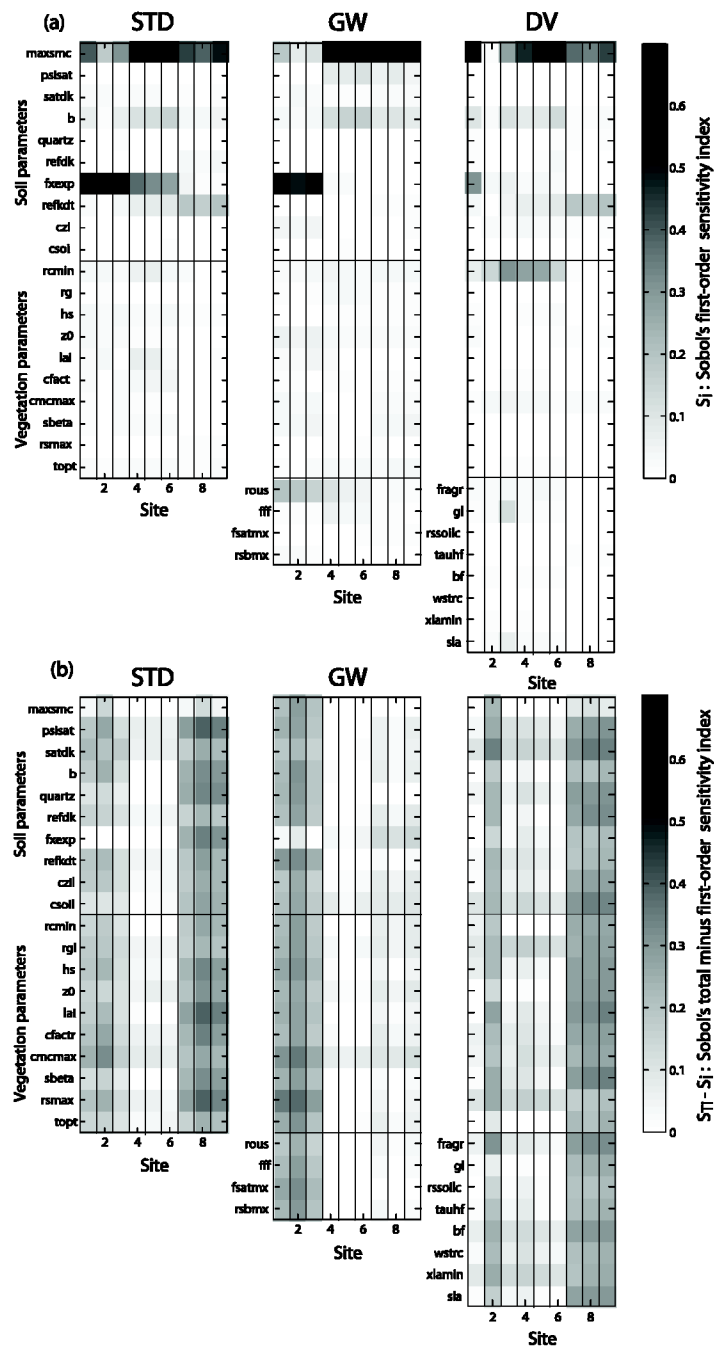 (a)
STD GW DV
Soil parameters
maxsmc
psisat
satdk
b
quartz
refdk
fxexp
refkdt
czil
csoi
Vegetation parameters
rcmin
rg
hs
z0
lai
cfact
cmcmax
sbeta
rsmax
topt
2 4 6 8
Site
rous
fff
fsatmx
rsbmx
2 4 6 8
Site
fragr
gl
rssoilc
tauhf
bf
wstrc
xlamin
sla
2 4 6 8
Site
0.6
0.5
0.4
0.3
0.2
0.1
0
Si : Sobol's first-order sensitivity index
(b)
STD GW
Soil parameters
maxsmc
psisat
satdk
b
quartz
refdk
fxexp
refkdt
czil
csoil
Vegetation parameters
rcmin
rgl
hs
z0
lai
cfactr
cmcmax
sbeta
rsmax
topt
2 4 6 8
Site
rous
fff
fsatmx
rsbmx
2 4 6 8
Site
fragr
gl
rssoilc
tauhf
bf
wstrc
xlamin
sla
2 4 6 8
Site
0.6
0.5
0.4
0.3
0.2
0.1
0
STi - Si : Sobol's total minus first-order sensitivity index